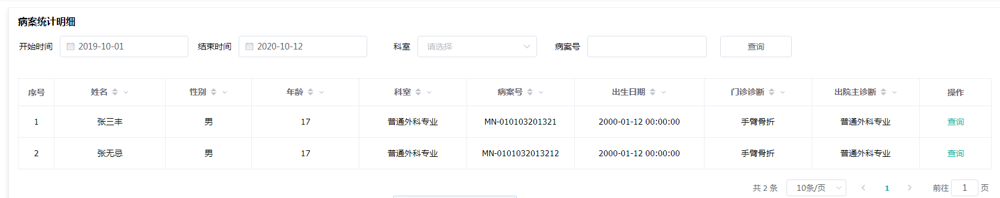 病案统计明细
开始时间 2019-10-01 结束时间 2020-10-12 科室 请选择 病案号 查询
序号 姓名 性别 年龄 科室 病案号 出生日期 门诊诊断 出院主诊断 操作
1 张三丰 男 17 普通外科专业 MN-010103201321 2000-01-12 00:00:00 手臂骨折 普通外科专业 查询
2 张无忌 男 17 普通外科专业 MN-0101032013212 2000-01-12 00:00:00 手臂骨折 普通外科专业 查询
共 2 条 10条/页 1 前往 1 页